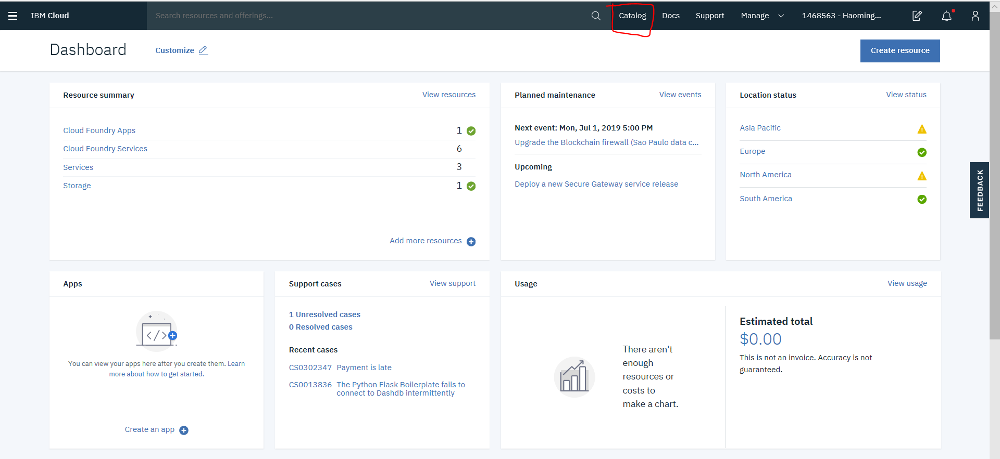 IBM Cloud
Search resources and offerings...
Catalog
Docs
Support
Manage
1468563 - Haoming...
Dashboard
Customize
Create resource
Resource summary
View resources
Cloud Foundry Apps 1
Cloud Foundry Services 6
Services 3
Storage 1
Add more resources
Planned maintenance
View events
Next event: Mon, Jul 1, 2019 5:00 PM
Upgrade the Blockchain firewall (Sao Paulo data c...
Upcoming
Deploy a new Secure Gateway service release
Location status
View status
Asia Pacific
Europe
North America
South America
FEEDBACK
Apps
</>
You can view your apps here after you create them. Learn
more about how to get started.
Create an app
Support cases
View support
1 Unresolved cases
0 Resolved cases
Recent cases
CS0302347 Payment is late
CS0013836 The Python Flask Boilerplate fails to
connect to Dashdb intermittently
Usage
View usage
There aren't
enough
resources or
costs to
make a chart.
Estimated total
$0.00
This is not an invoice. Accuracy is not
guaranteed.